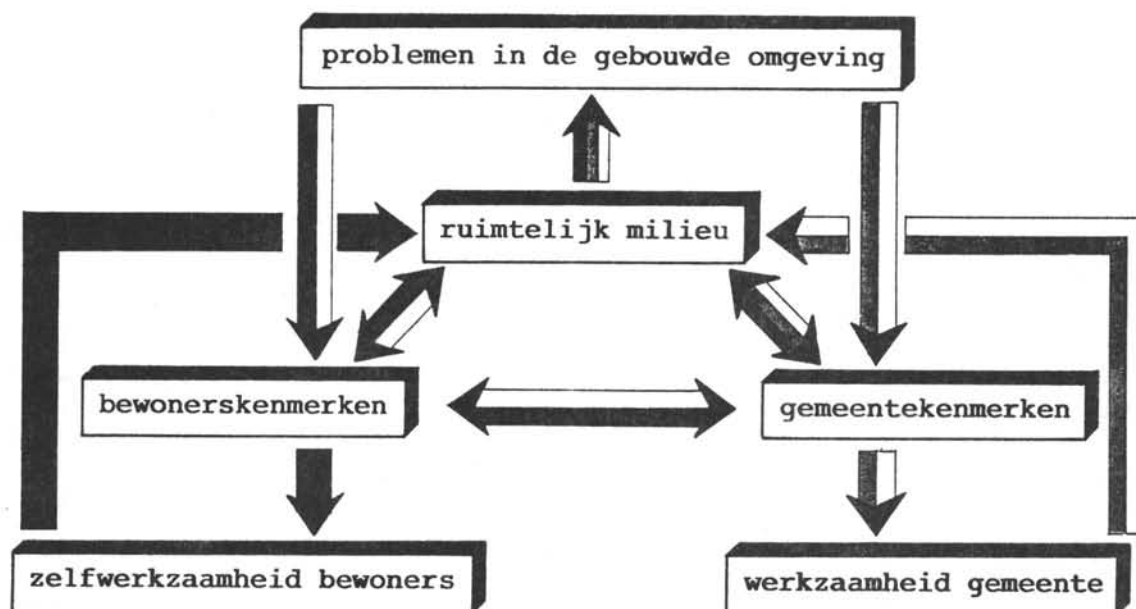 problemen in de gebouwde omgeving
ruimtelijk milieu
bewonerskenmerken
gemeentekenmerken
zelfwerkzaamheid bewoners
werkzaamheid gemeente